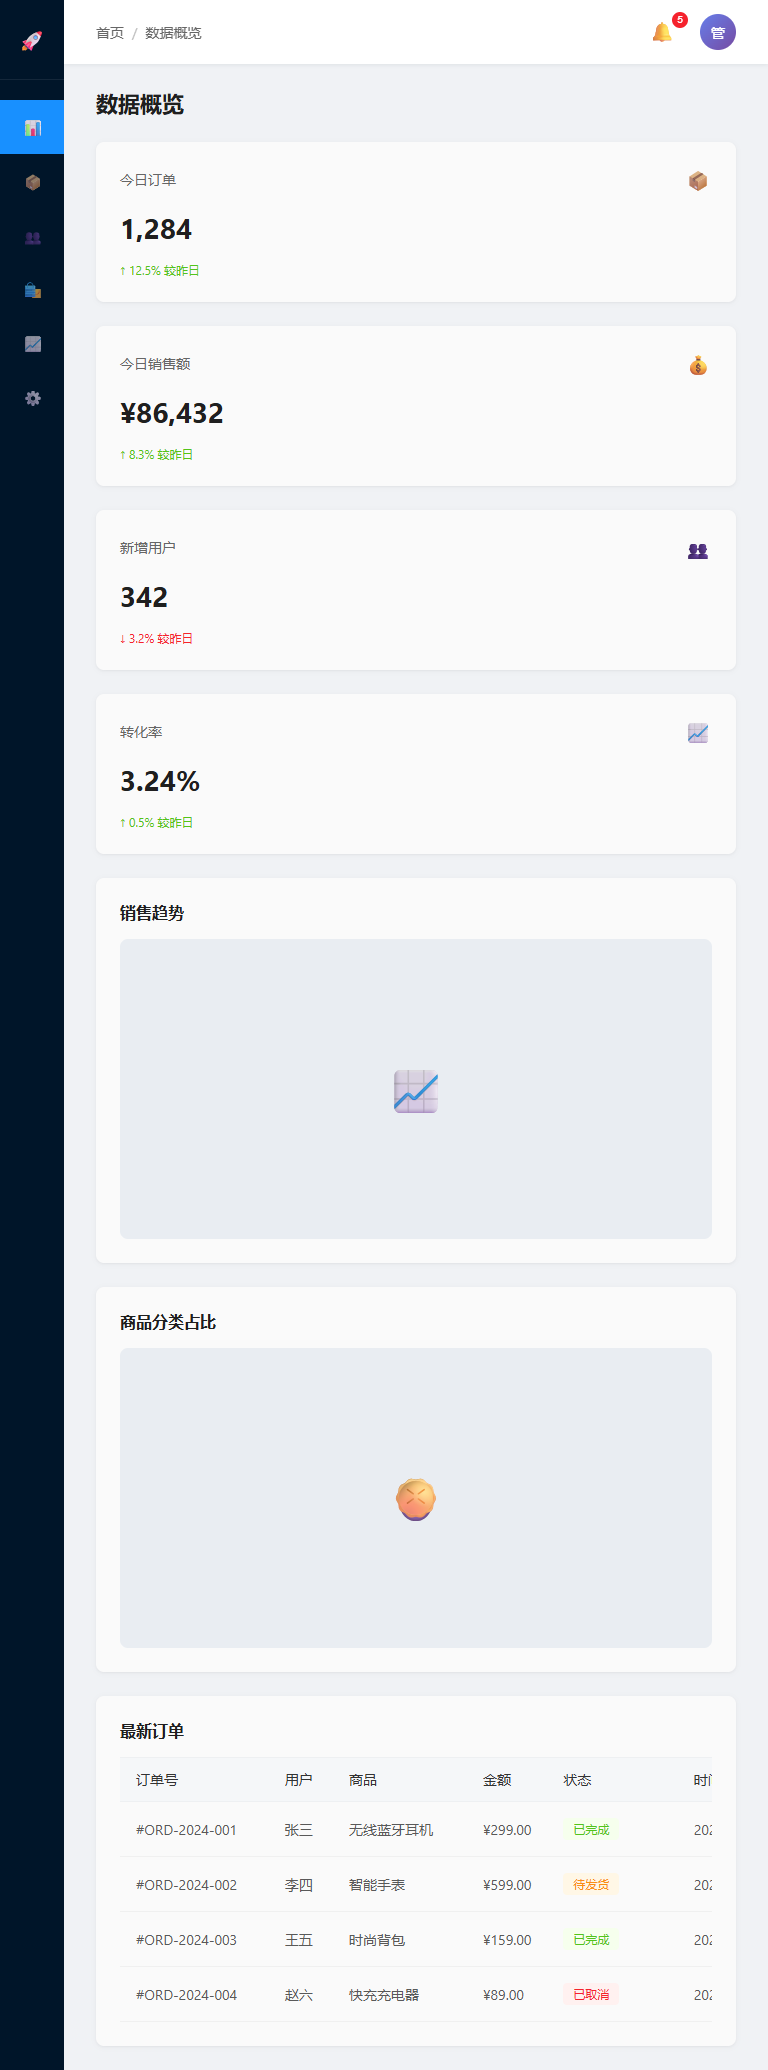 首页 / 数据概览
5
管
数据概览
今日订单
1,284
↑ 12.5% 较昨日
今日销售额
¥86,432
↑ 8.3% 较昨日
新增用户
342
↓ 3.2% 较昨日
转化率
3.24%
↑ 0.5% 较昨日
销售趋势
商品分类占比
最新订单
订单号 用户 商品 金额 状态
#ORD-2024-001 张三 无线蓝牙耳机 ¥299.00 已完成 202
#ORD-2024-002 李四 智能手表 ¥599.00 待发货 202
#ORD-2024-003 王五 时尚背包 ¥159.00 已完成 202
#ORD-2024-004 赵六 快充充电器 ¥89.00 已取消 202